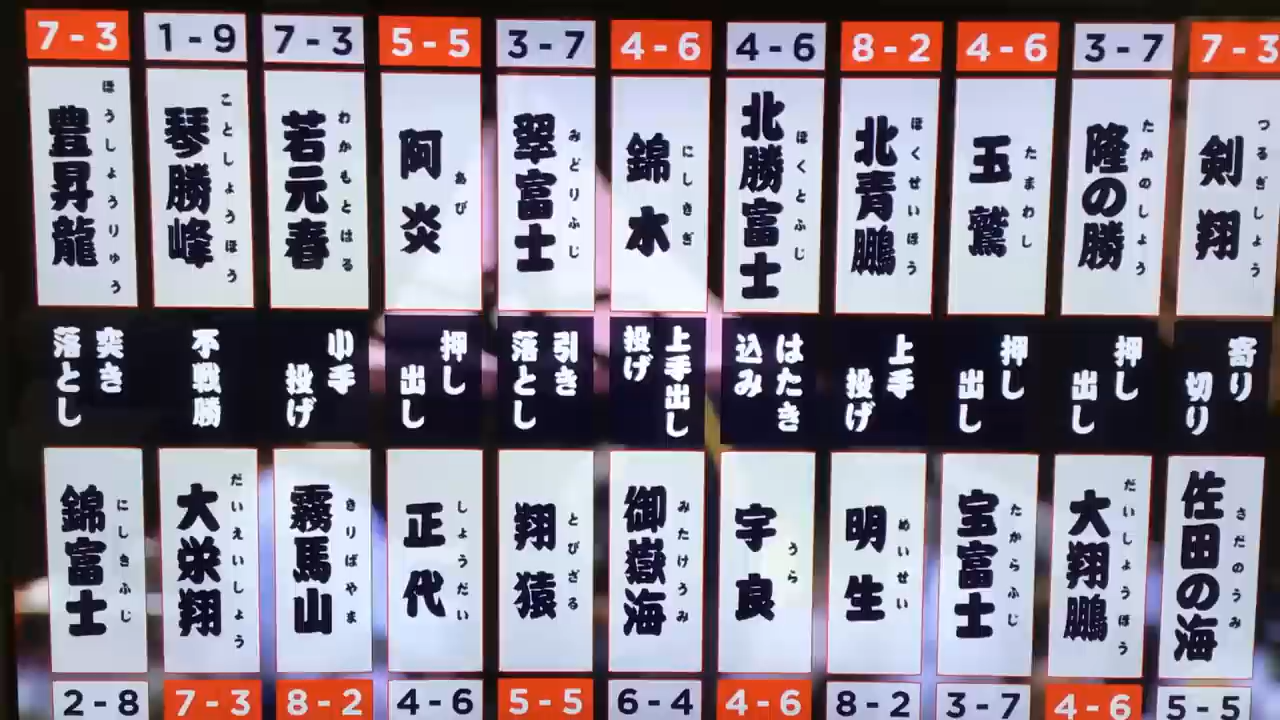 7-3
1-9
7-3
5-5
3-7
4-6
4-6
8-2
4-6
3-7
7-3
豊昇龍
ほうしょうりゅう
琴勝峰
ことしょうほう
若元春
わかもとはる
阿炎
あび
翠富士
みどりふじ
錦木
にしきぎ
北勝富士
ほくとふじ
北青鵬
ほくせいほう
玉鷲
たまわし
隆の勝
たかのしょう
剣翔
つるぎしょう
突き
落とし
不戦勝
小手
投げ
押し
出し
引き
落とし
上手出し
投げ
はたき
込み
上手
投げ
押し
出し
押し
出し
寄り
切り
錦富士
にしきふじ
大栄翔
だいえいしょう
霧馬山
きりばやま
正代
しょうだい
翔猿
とびざる
御嶽海
みたけうみ
宇良
うら
明生
めいせい
宝富士
たからふじ
大翔鵬
だいしょうほう
佐田の海
さだのうみ
2-8
7-3
8-2
4-6
5-5
6-4
4-6
8-2
3-7
4-6
5-5